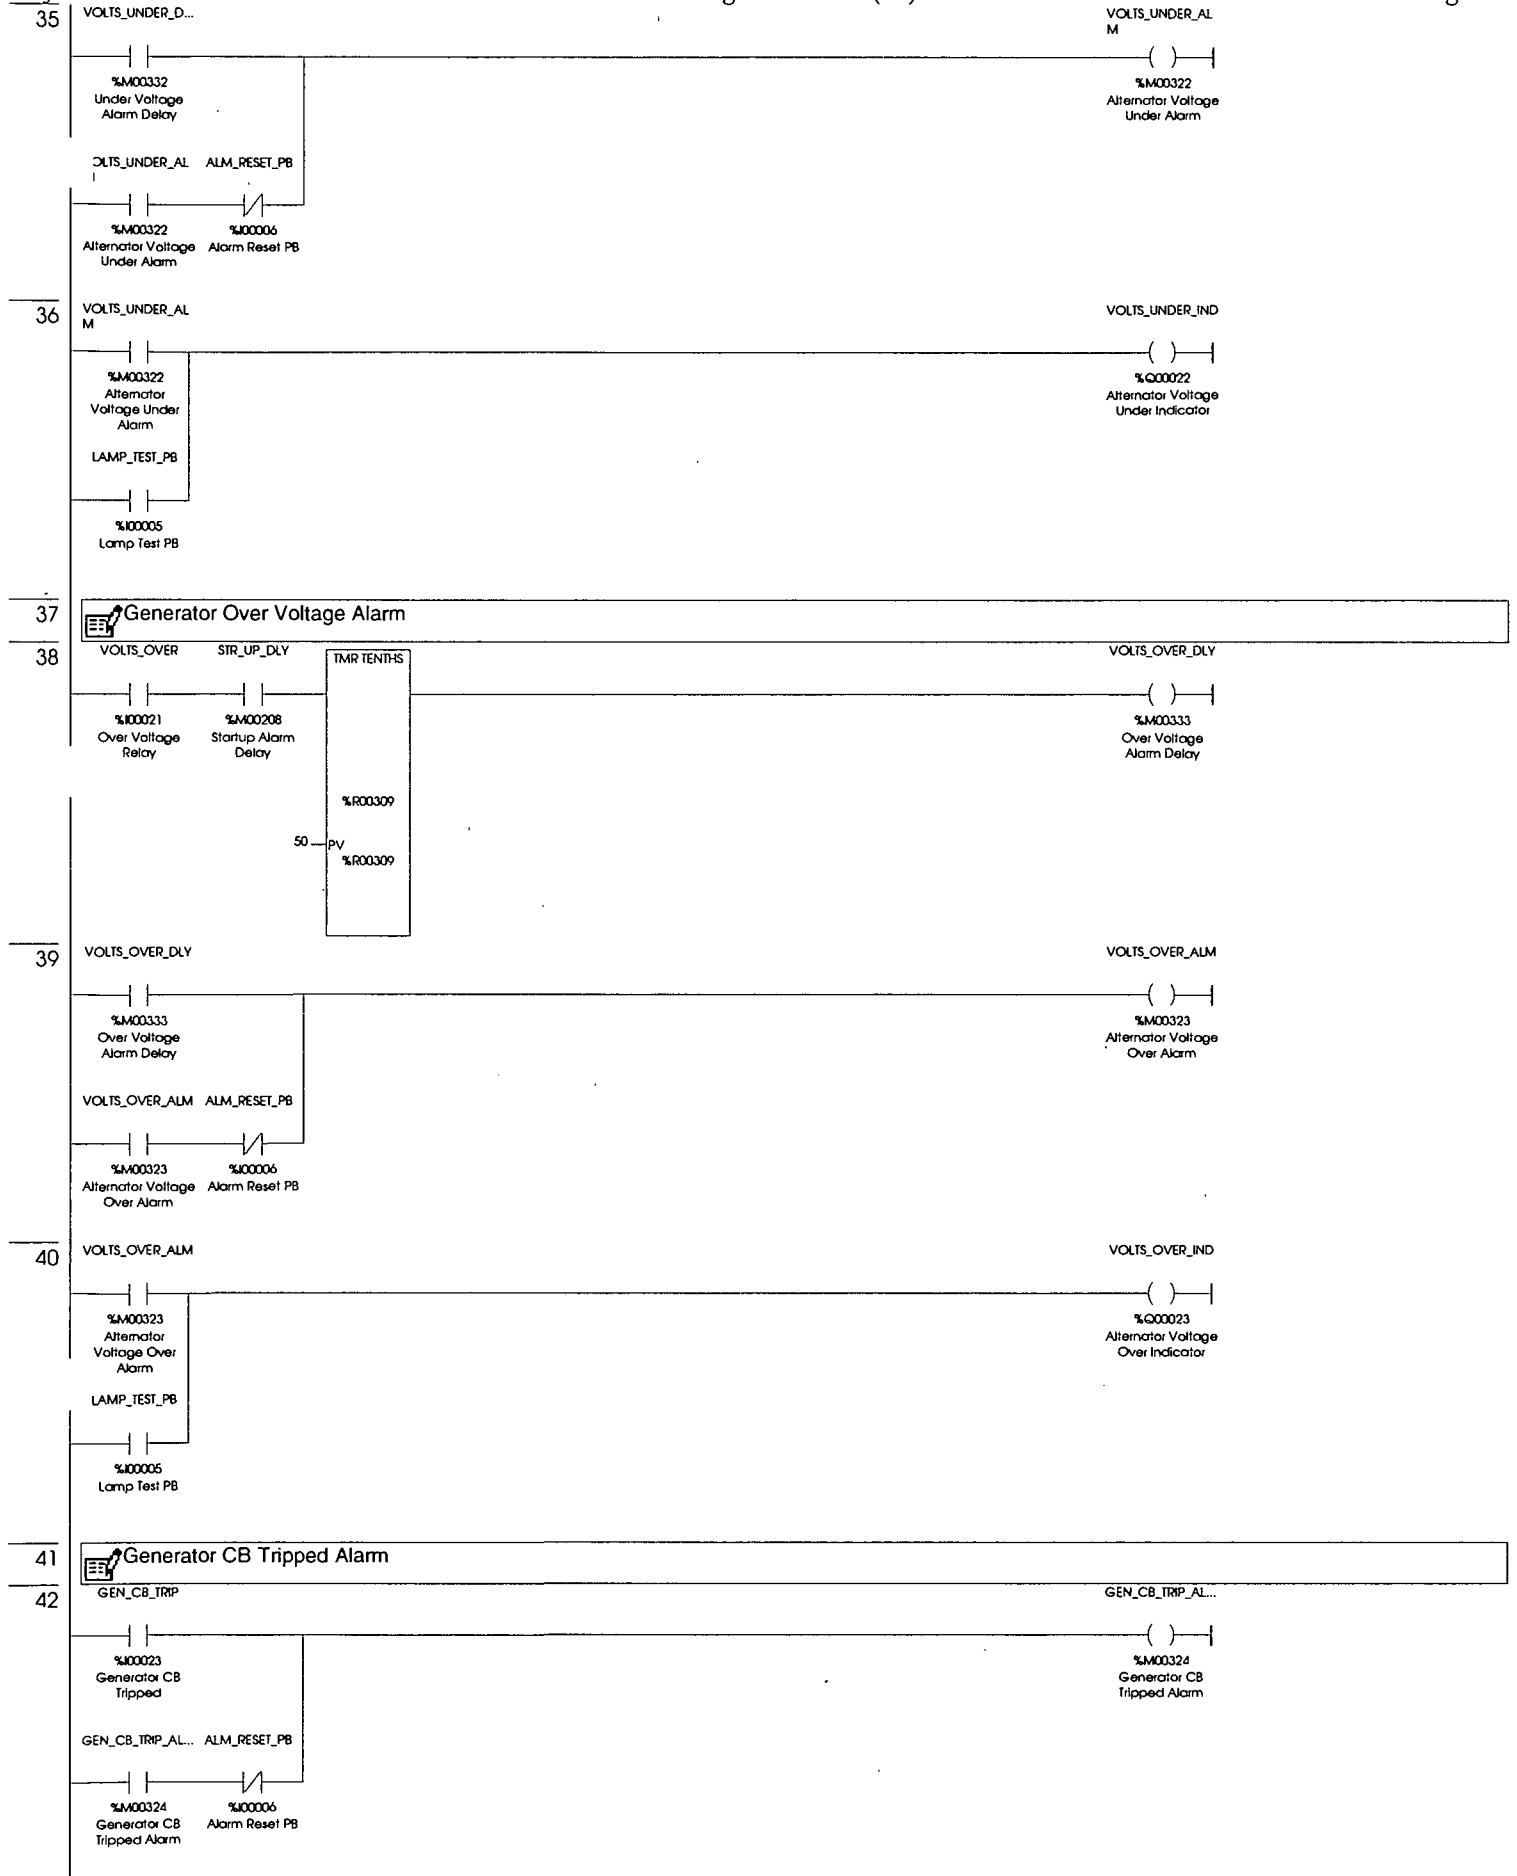 35
VOLTS_UNDER_D...
VOLTS_UNDER_AL
M
%M00332
Under Voltage
Alarm Delay
%M00322
Alternator Voltage
Under Alarm
OLTS_UNDER_AL ALM_RESET_PB
%M00322
Alternator Voltage
Under Alarm
%I00006
Alarm Reset PB
36
VOLTS_UNDER_AL
M
VOLTS_UNDER_IND
%M00322
Alternator
Voltage Under
Alarm
%Q00022
Alternator Voltage
Under Indicator
LAMP_TEST_PB
%I00005
Lamp Test PB
37
Generator Over Voltage Alarm
38
VOLTS_OVER STR_UP_DLY
TMR TENTHS
VOLTS_OVER_DLY
%I00021
Over Voltage
Relay
%M00208
Startup Alarm
Delay
%M00333
Over Voltage
Alarm Delay
%R00309
50 PV
%R00309
39
VOLTS_OVER_DLY
VOLTS_OVER_ALM
%M00333
Over Voltage
Alarm Delay
%M00323
Alternator Voltage
Over Alarm
VOLTS_OVER_ALM ALM_RESET_PB
%M00323
Alternator Voltage
Over Alarm
%I00006
Alarm Reset PB
40
VOLTS_OVER_ALM
VOLTS_OVER_IND
%M00323
Alternator
Voltage Over
Alarm
%Q00023
Alternator Voltage
Over Indicator
LAMP_TEST_PB
%I00005
Lamp Test PB
41
Generator CB Tripped Alarm
42
GEN_CB_TRIP
GEN_CB_TRIP_AL...
%I00023
Generator CB
Tripped
%M00324
Generator CB
Tripped Alarm
GEN_CB_TRIP_AL... ALM_RESET_PB
%M00324
Generator CB
Tripped Alarm
%I00006
Alarm Reset PB